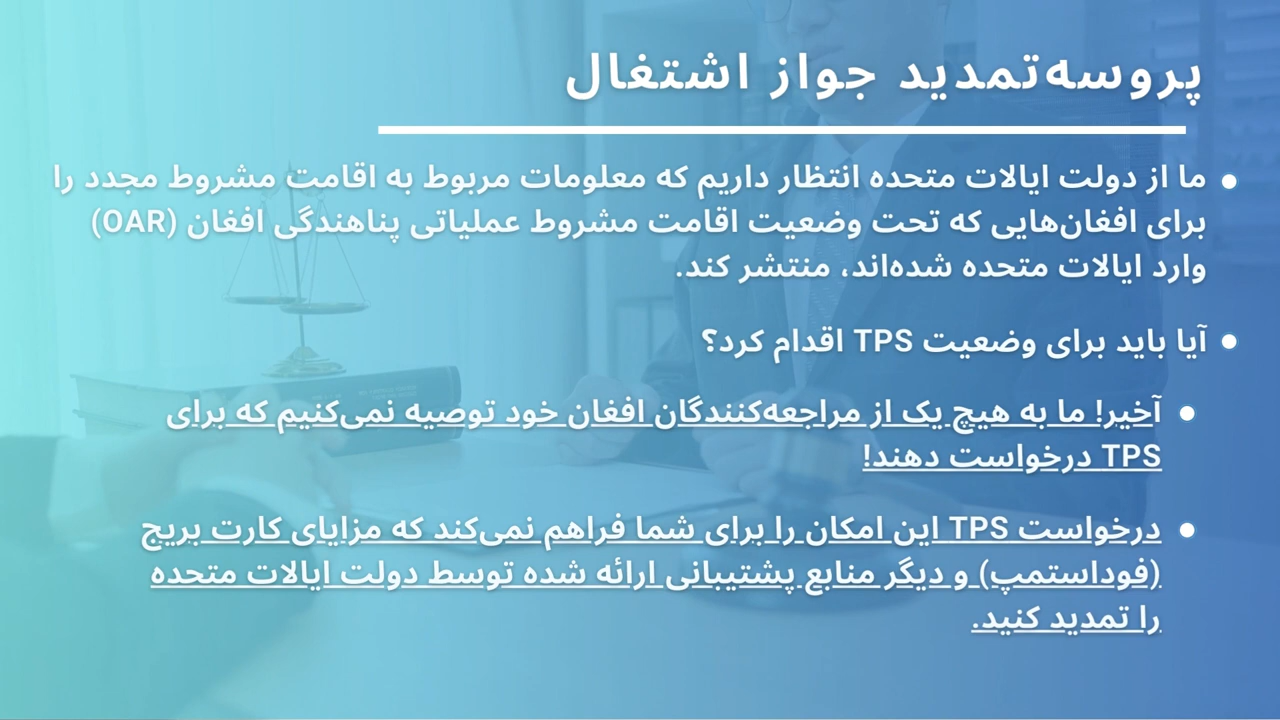 پروسه‌تمدید جواز اشتغال
ما از دولت ایالات متحده انتظار داریم که معلومات مربوط به اقامت مشروط مجدد را
برای افغان‌هایی که تحت وضعیت اقامت مشروط عملیاتی پناهندگی افغان (OAR)
وارد ایالات متحده شده‌اند، منتشر کند.
آیا باید برای وضعیت TPS اقدام کرد؟
آخیر! ما به هیچ یک از مراجعه‌کنندگان افغان خود توصیه نمی‌کنیم که برای
TPS درخواست دهند!
درخواست TPS این امکان را برای شما فراهم نمی‌کند که مزایای کارت بریج
(فوداستمپ) و دیگر منابع پشتیبانی ارائه شده توسط دولت ایالات متحده
را تمدید کنید.